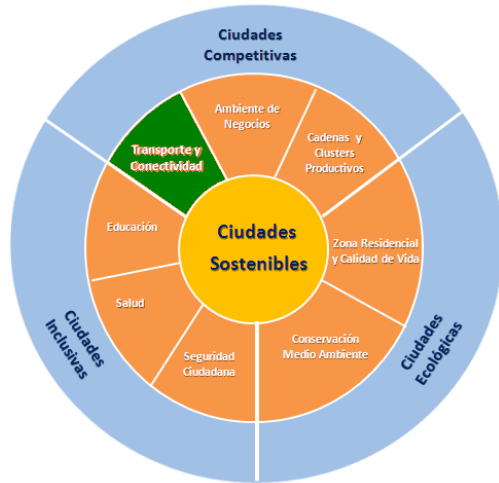 Ciudades
Competitivas
Ambiente de
Negocios
Transporte y
Conectividad
Cadenas y
Clusters
Productivos
Educación
Ciudades
Sostenibles
Zona Residencial
y Calidad de Vida
Salud
Seguridad
Ciudadana
Conservación
Medio Ambiente
Ciudades
Inclusivas
Ciudades
Ecológicas